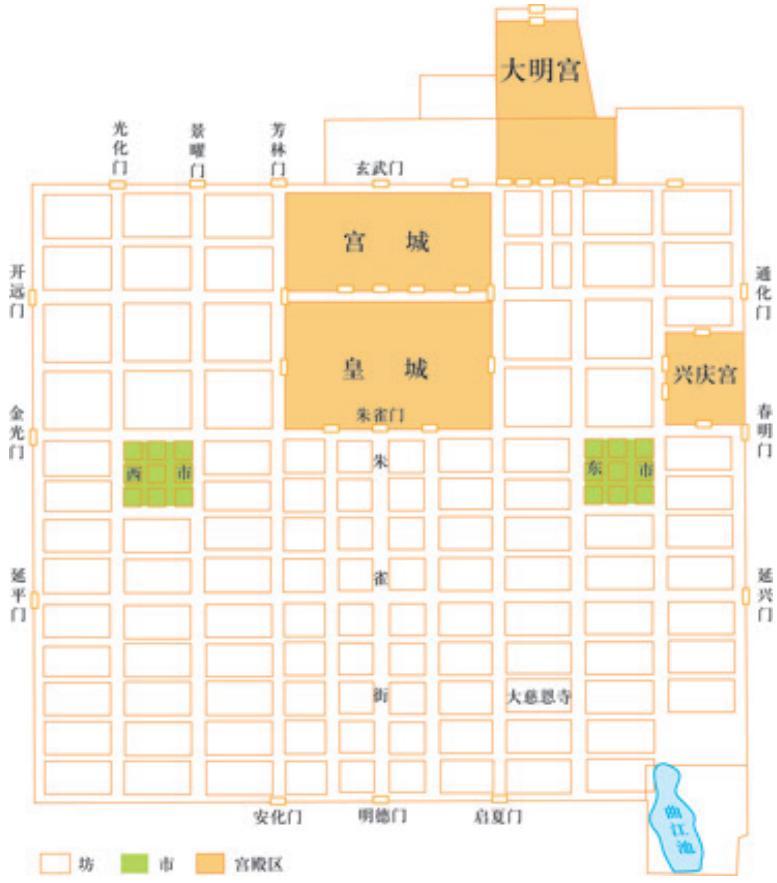 大明宫
光化门
景曜门
芳林门
玄武门
宫 城
开远门
通化门
皇 城
兴庆宫
朱雀门
金光门
春明门
朱雀街
西 市
东 市
延平门
延兴门
大慈恩寺
安化门
明德门
启夏门
曲江池
坊
市
宫殿区